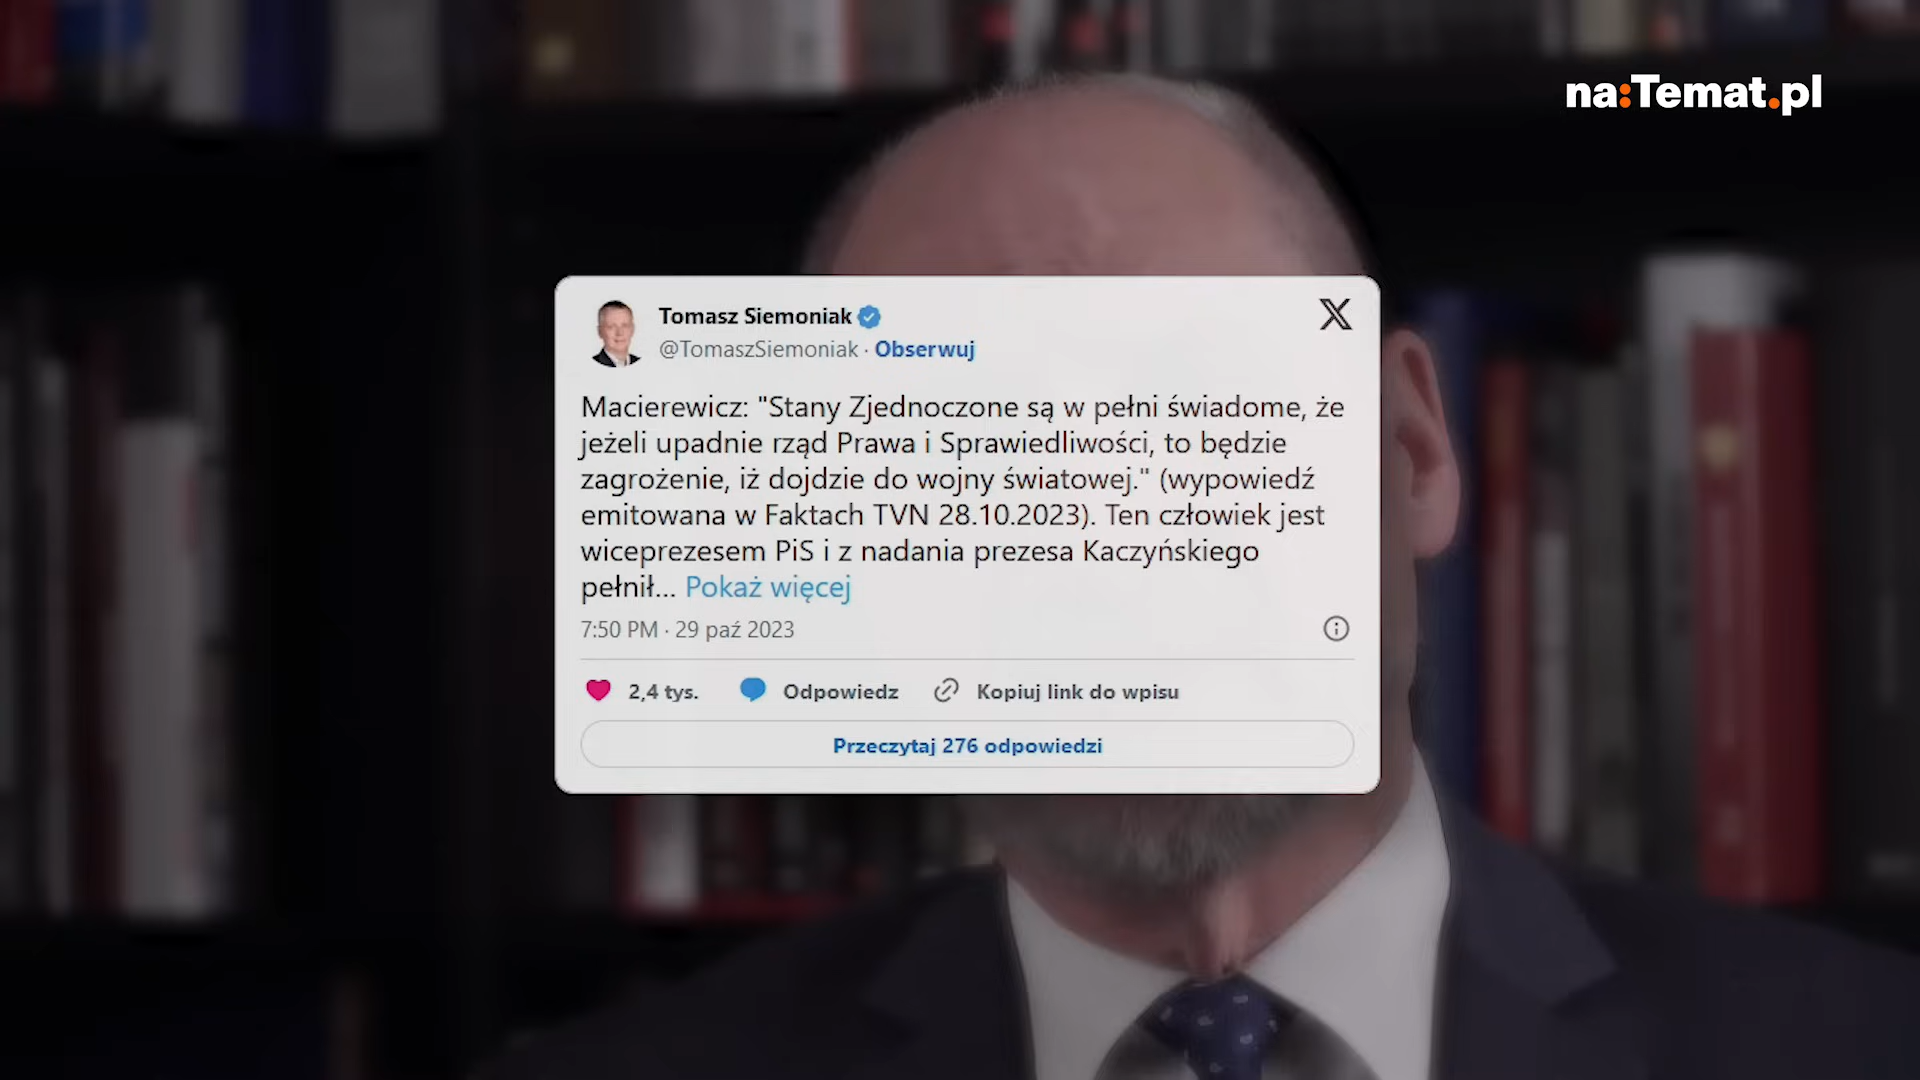 na:Temat.pl
Tomasz Siemoniak
@TomaszSiemoniak · Obserwuj
Macierewicz: "Stany Zjednoczone są w pełni świadome, że
jeżeli upadnie rząd Prawa i Sprawiedliwości, to będzie
zagrożenie, iż dojdzie do wojny światowej." (wypowiedź
emitowana w Faktach TVN 28.10.2023). Ten człowiek jest
wiceprezesem PiS i z nadania prezesa Kaczyńskiego
pełnił... Pokaż więcej
7:50 PM · 29 paź 2023
2,4 tys. Odpowiedz Kopiuj link do wpisu
Przeczytaj 276 odpowiedzi